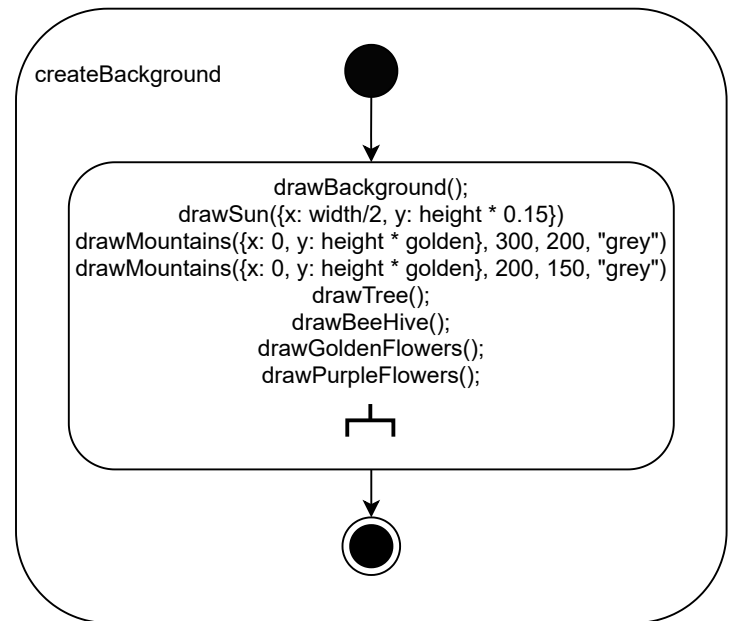 createBackground
drawBackground();
drawSun({x: width/2, y: height * 0.15})
drawMountains({x: 0, y: height * golden}, 300, 200, "grey")
drawMountains({x: 0, y: height * golden}, 200, 150, "grey")
drawTree();
drawBeeHive();
drawGoldenFlowers();
drawPurpleFlowers();